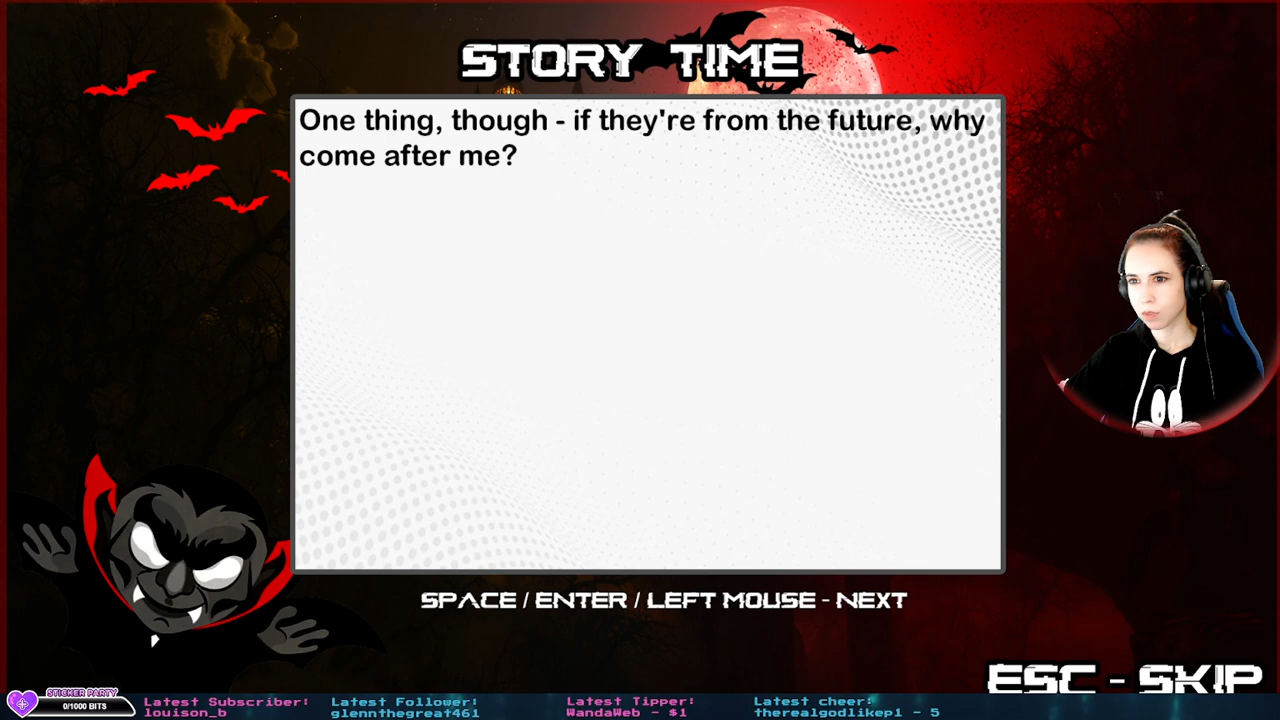 STORY TIME
One thing, though - if they're from the future, why
come after me?
SPACE / ENTER / LEFT MOUSE - NEXT
ESC - SKIP
STICKER PARTY
0/1000 BITS
Latest Subscriber:
louison_b
Latest Follower:
glennthegreat461
Latest Tipper:
WandaWeb - $1
Latest cheer:
therealgodlikep1 - 5